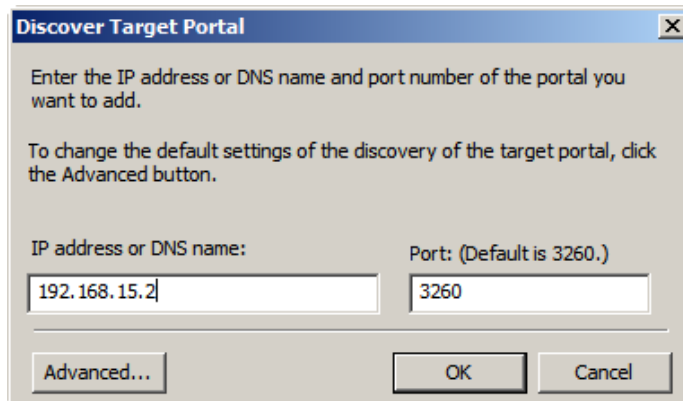 Discover Target Portal
Enter the IP address or DNS name and port number of the portal you
want to add.
To change the default settings of the discovery of the target portal, click
the Advanced button.
IP address or DNS name:
Port: (Default is 3260.)
192.168.15.2
3260
Advanced...
OK
Cancel